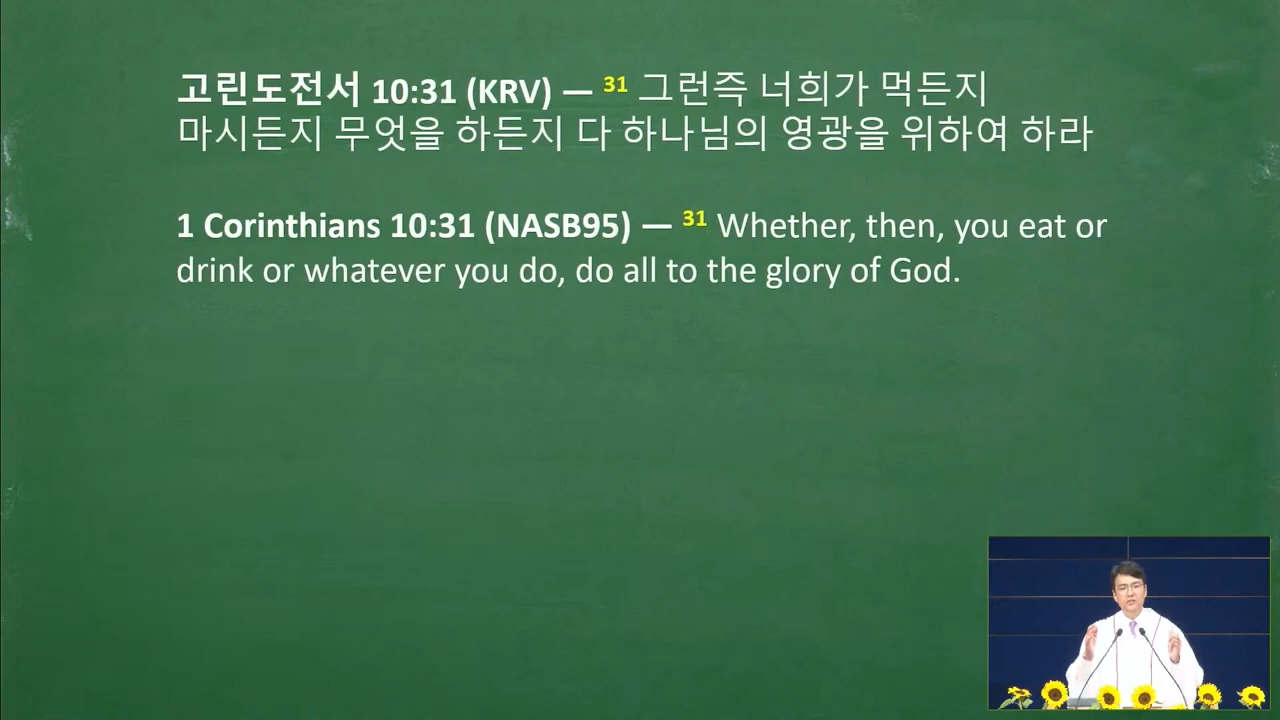 고린도전서 10:31 (KRV) — 31 그런즉 너희가 먹든지
마시든지 무엇을 하든지 다 하나님의 영광을 위하여 하라
1 Corinthians 10:31 (NASB95) — 31 Whether, then, you eat or
drink or whatever you do, do all to the glory of God.